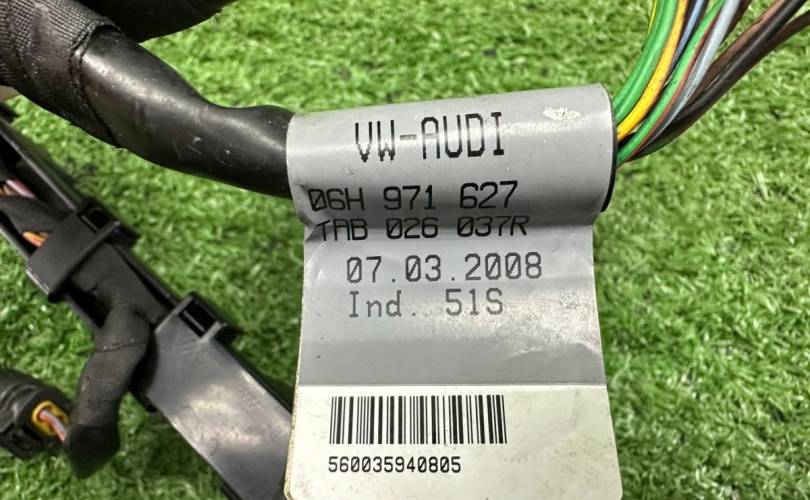 VW-AUDI
06H 971 627
TAB 026 037R
07.03.2008
Ind. 51S
560035940805